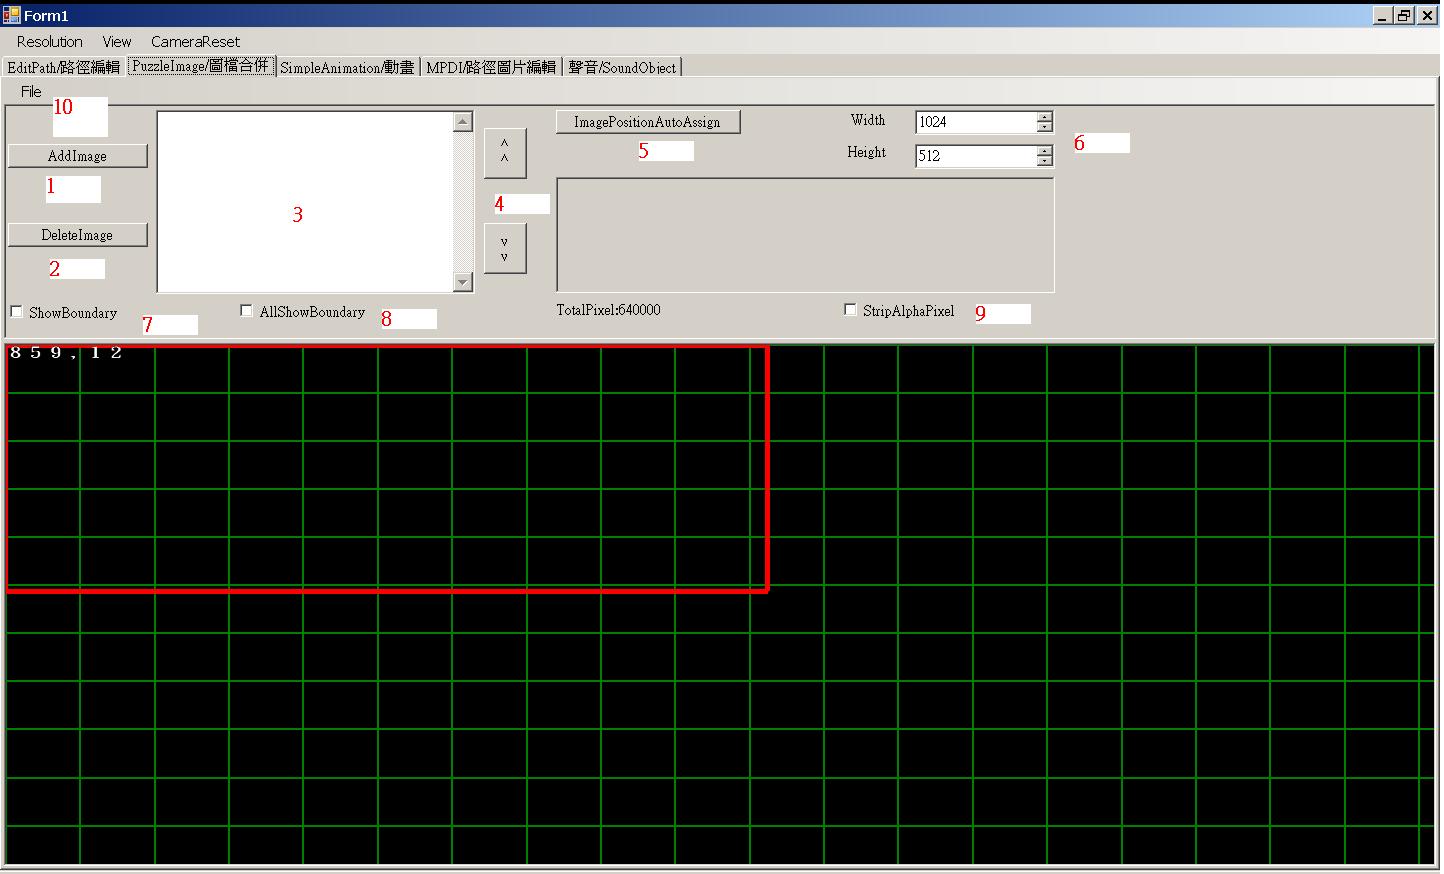 Form1
Resolution View CameraReset
EditPath/路徑編輯 PuzzleImage/圖檔合併 SimpleAnimation/動畫 MPDI/路徑圖片編輯 聲音/SoundObject
File
10
AddImage
1
DeleteImage
2
3
^
^
4
v
v
ImagePositionAutoAssign
5
Width 1024
Height 512
6
ShowBoundary
7
AllShowBoundary
8
TotalPixel:640000
StripAlphaPixel
9
859,12